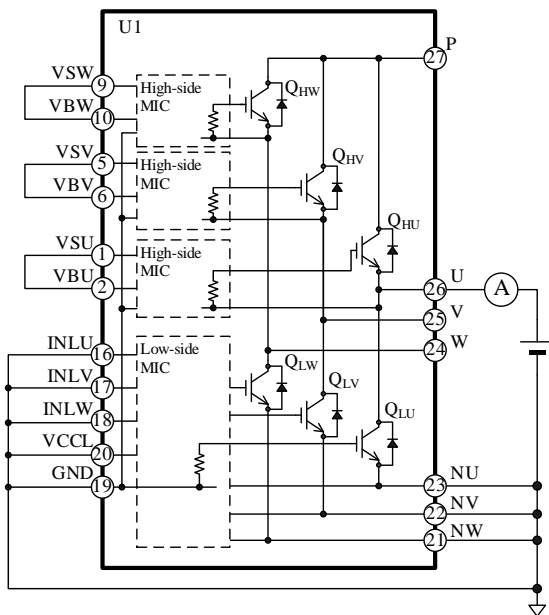 U1
P
27
VSW
9
High-side
MIC
QHW
VBW
10
VSV
5
High-side
MIC
QHV
VBV
6
VSU
1
High-side
MIC
QHU
VBU
2
U
26
A
V
25
W
24
INLU
16
Low-side
MIC
QLW
INLV
17
QLV
INLW
18
QLU
VCCL
20
GND
19
NU
23
NV
22
NW
21